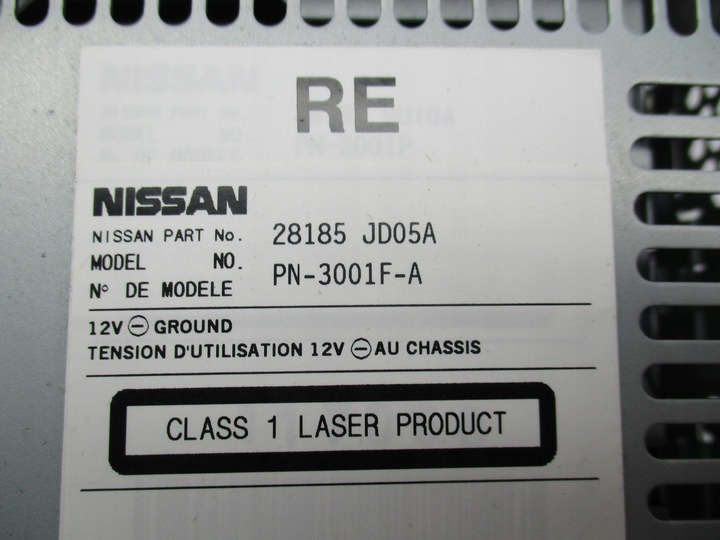 RE
NISSAN
NISSAN PART No. 28185 JD05A
MODEL NO. PN-3001F-A
N° DE MODELE
12V ⊖ GROUND
TENSION D'UTILISATION 12V ⊖ AU CHASSIS
CLASS 1 LASER PRODUCT